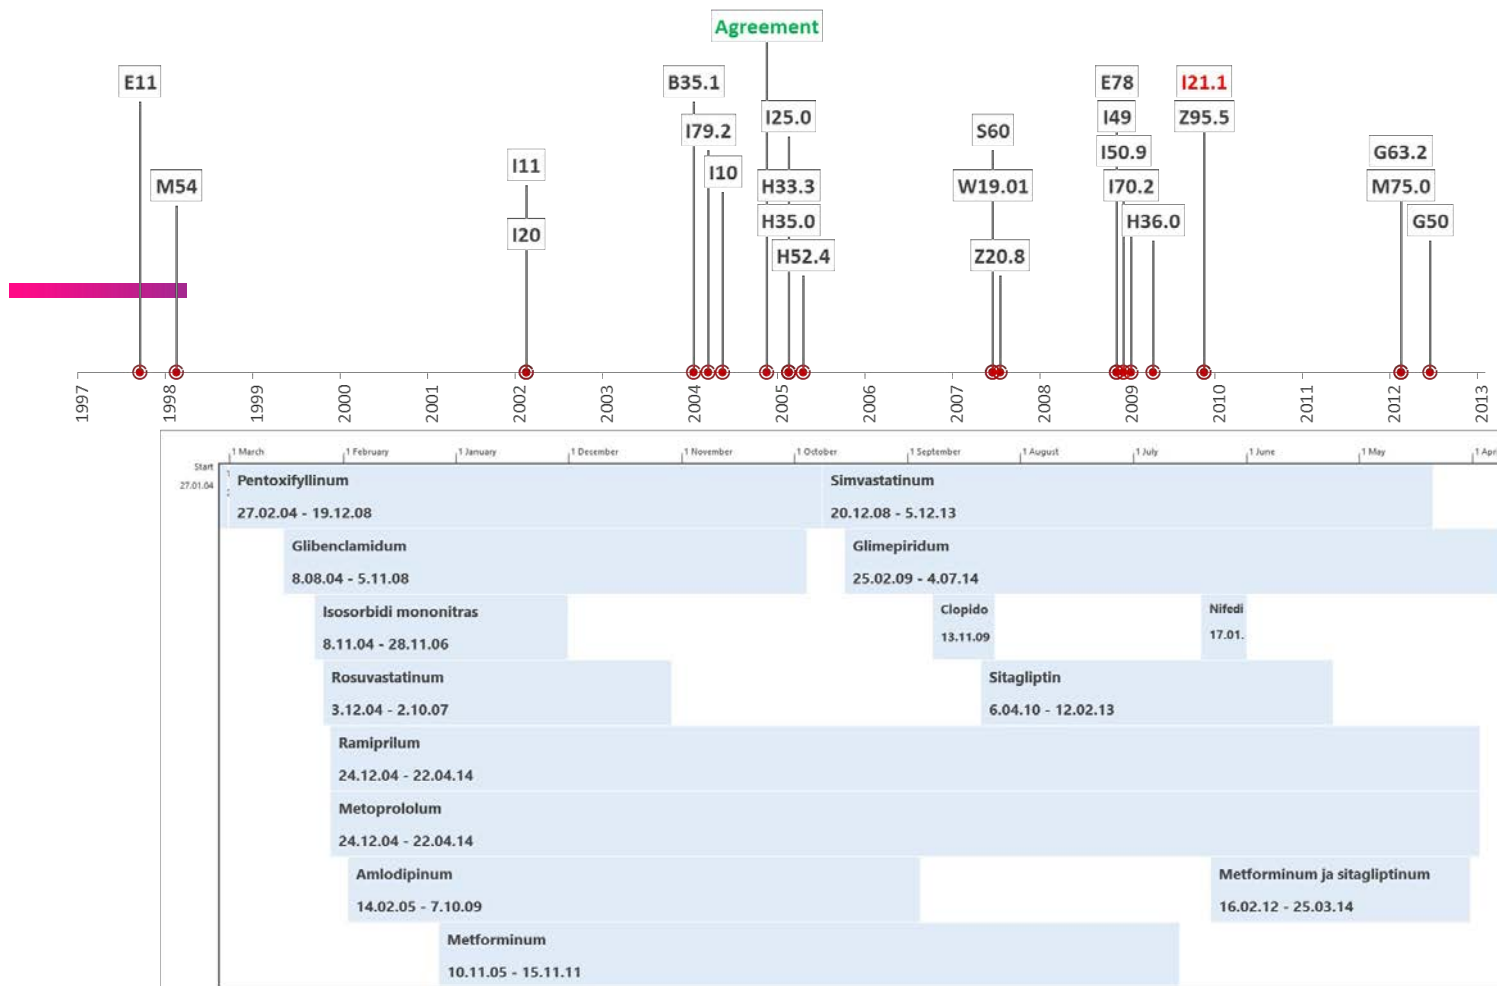 Agreement
E11
B35.1
E78
I21.1
I25.0
I49
Z95.5
I79.2
S60
I50.9
G63.2
I11
I10
M54
H33.3
W19.01
I70.2
M75.0
H35.0
H36.0
G50
I20
H52.4
Z20.8
1997
1998
1999
2000
2001
2002
2003
2004
2005
2006
2007
2008
2009
2010
2011
2012
2013
1 March
1 February
1 January
1 December
1 November
1 October
1 September
1 August
1 July
1 June
1 May
1 Apri
Start
27.01.04
Pentoxifyllinum
27.02.04 - 19.12.08
Simvastatinum
20.12.08 - 5.12.13
Glibenclamidum
8.08.04 - 5.11.08
Glimepiridum
25.02.09 - 4.07.14
Isosorbidi mononitras
8.11.04 - 28.11.06
Clopido
13.11.09
Nifedi
17.01.
Rosuvastatinum
3.12.04 - 2.10.07
Sitagliptin
6.04.10 - 12.02.13
Ramiprilum
24.12.04 - 22.04.14
Metoprololum
24.12.04 - 22.04.14
Amlodipinum
14.02.05 - 7.10.09
Metforminum ja sitagliptinum
16.02.12 - 25.03.14
Metforminum
10.11.05 - 15.11.11